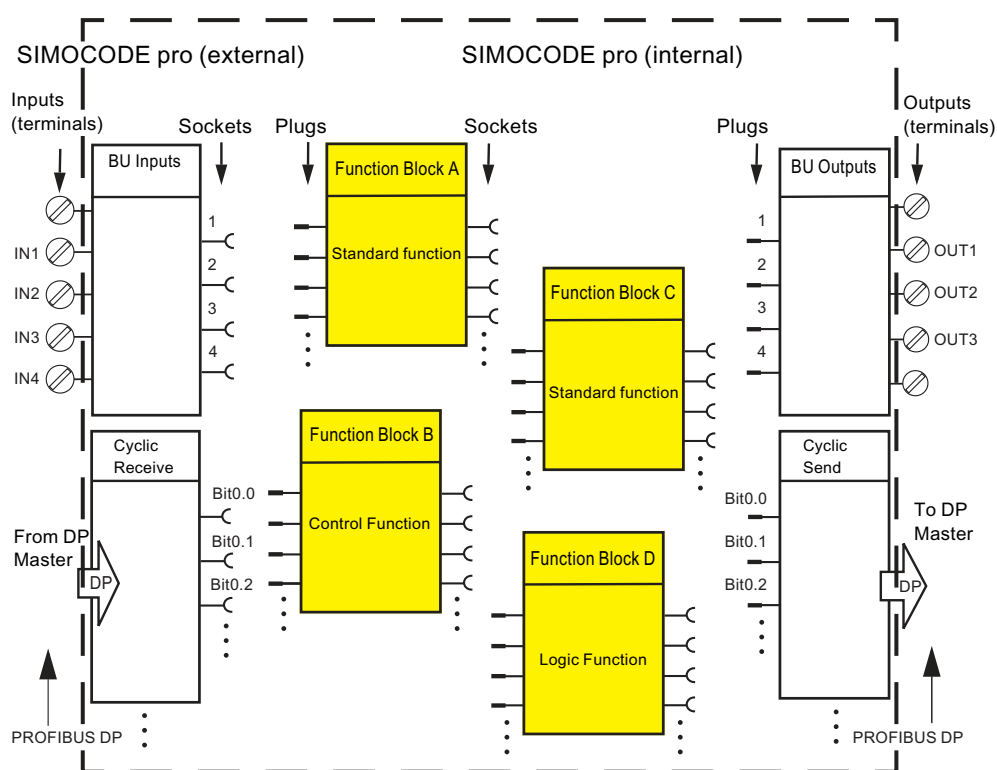 SIMOCODE pro (external)
SIMOCODE pro (internal)
Inputs
(terminals)
Sockets
Plugs
Sockets
Plugs
Outputs
(terminals)
BU Inputs
1
2
3
4
IN1
IN2
IN3
IN4
Function Block A
Standard function
Function Block C
Standard function
BU Outputs
1
2
3
4
OUT1
OUT2
OUT3
Cyclic
Receive
Bit0.0
Bit0.1
Bit0.2
From DP
Master
DP
PROFIBUS DP
Function Block B
Control Function
Function Block D
Logic Function
Cyclic
Send
Bit0.0
Bit0.1
Bit0.2
To DP
Master
DP
PROFIBUS DP